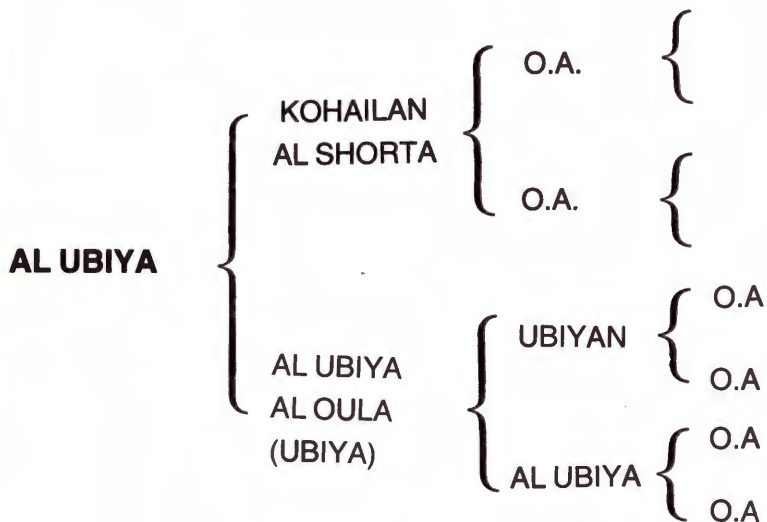 O.A.
KOHAILAN
AL SHORTA
O.A.
AL UBIYA
O.A
UBIYAN
O.A
AL UBIYA
AL OULA
(UBIYA)
O.A
AL UBIYA
O.A